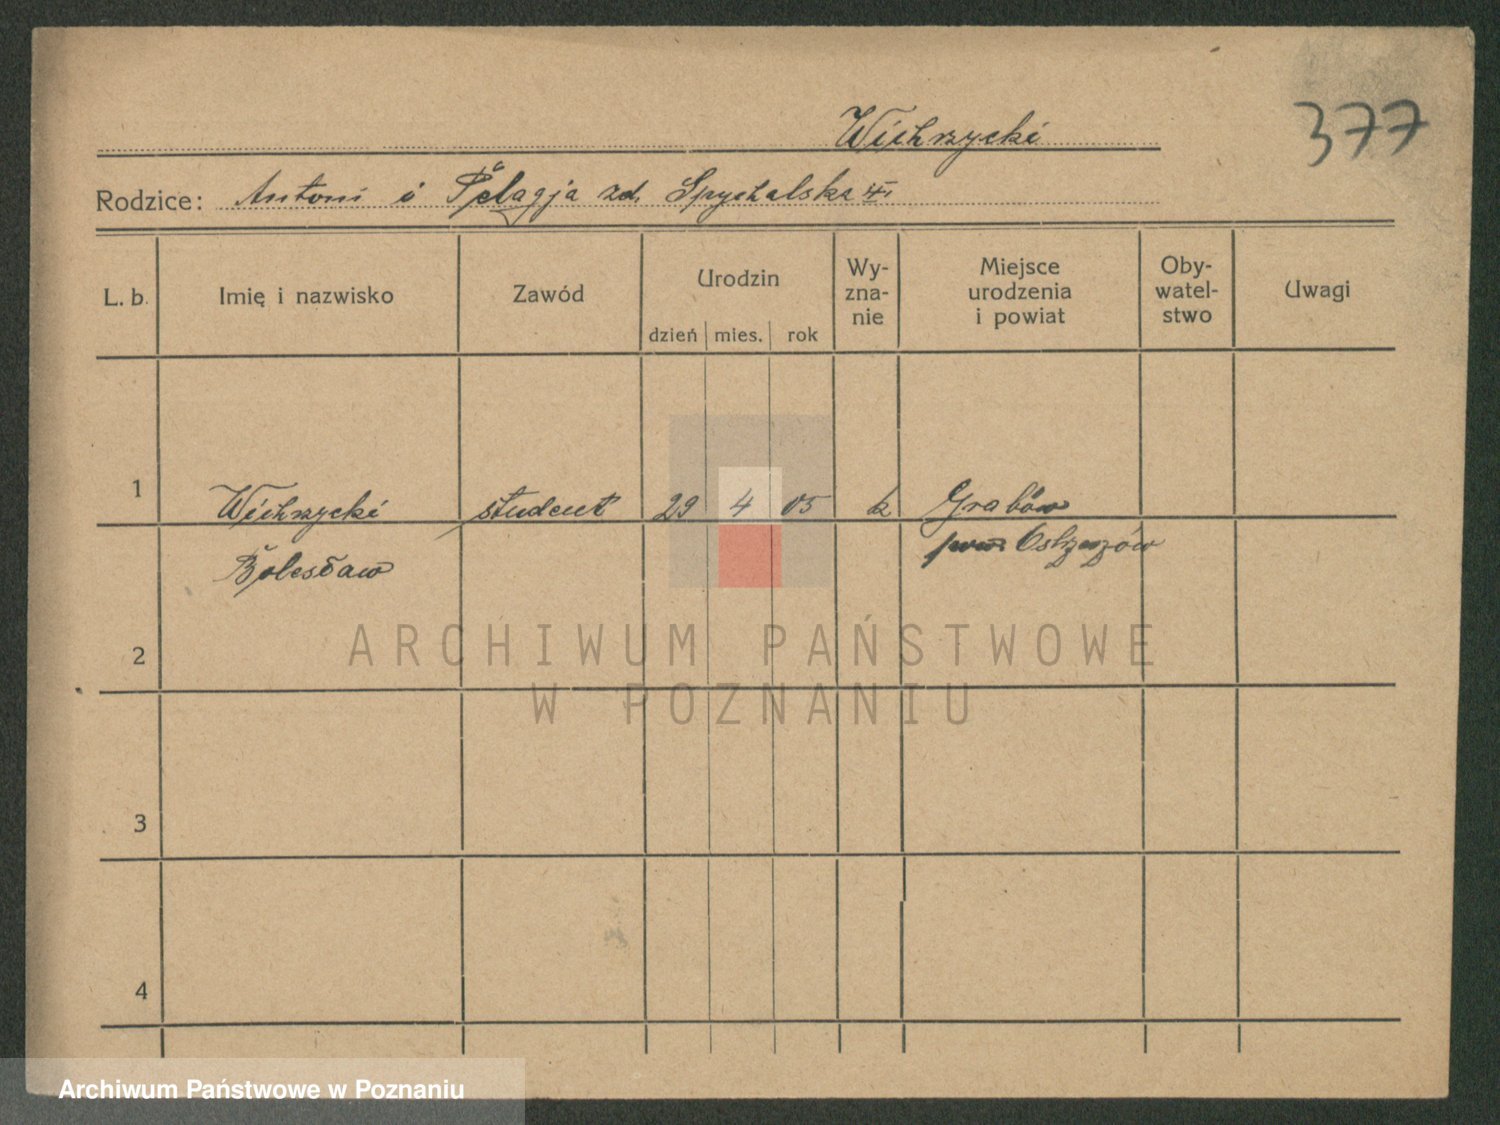 377
Wichrzycki
Rodzice: Antoni i Pelagja zd. Spychalska
L. b. Imię i nazwisko Zawód Urodzin Wy-zna-nie Miejsce urodzenia i powiat Oby-watel-stwo Uwagi
dzień mies. rok
1 Wichrzycki student 29 4 05 k Grabów
Bolesław pow. Ostrzeszów
2
3
4
ARCHIWUM PAŃSTWOWE
W POZNANIU
Archiwum Państwowe w Poznaniu